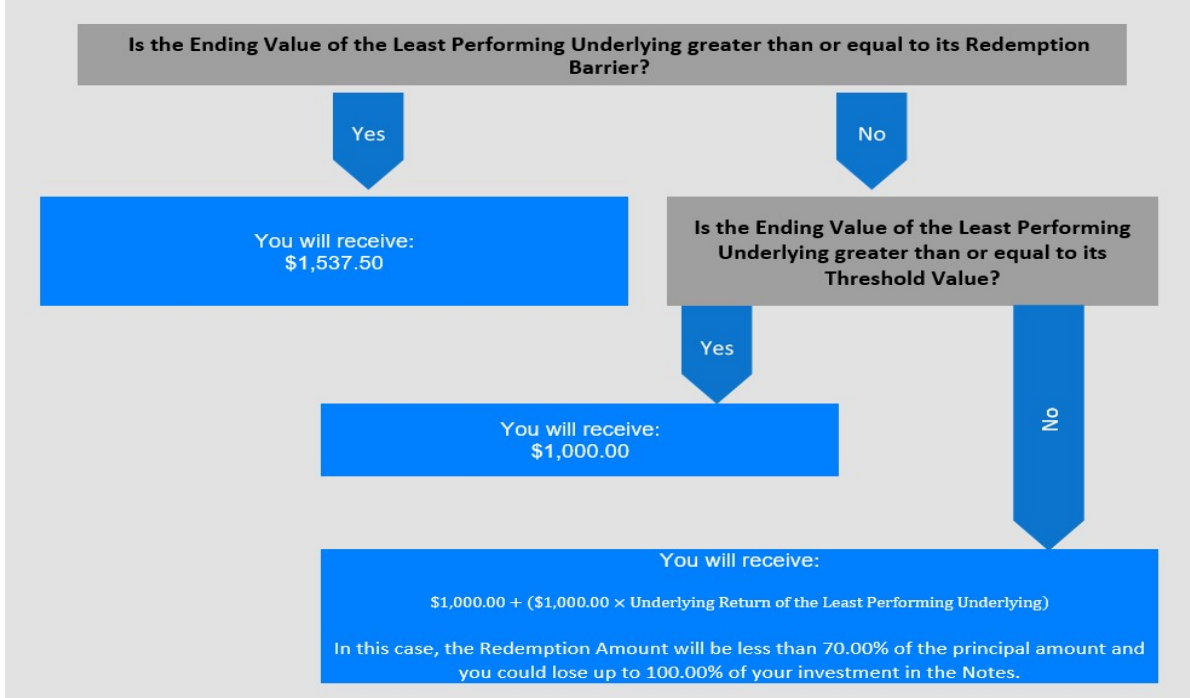 Is the Ending Value of the Least Performing Underlying greater than or equal to its Redemption
Barrier?
Yes
No
You will receive:
$1,537.50
Is the Ending Value of the Least Performing
Underlying greater than or equal to its
Threshold Value?
Yes
No
You will receive:
$1,000.00
You will receive:
$1,000.00 + ($1,000.00 × Underlying Return of the Least Performing Underlying)
In this case, the Redemption Amount will be less than 70.00% of the principal amount and
you could lose up to 100.00% of your investment in the Notes.